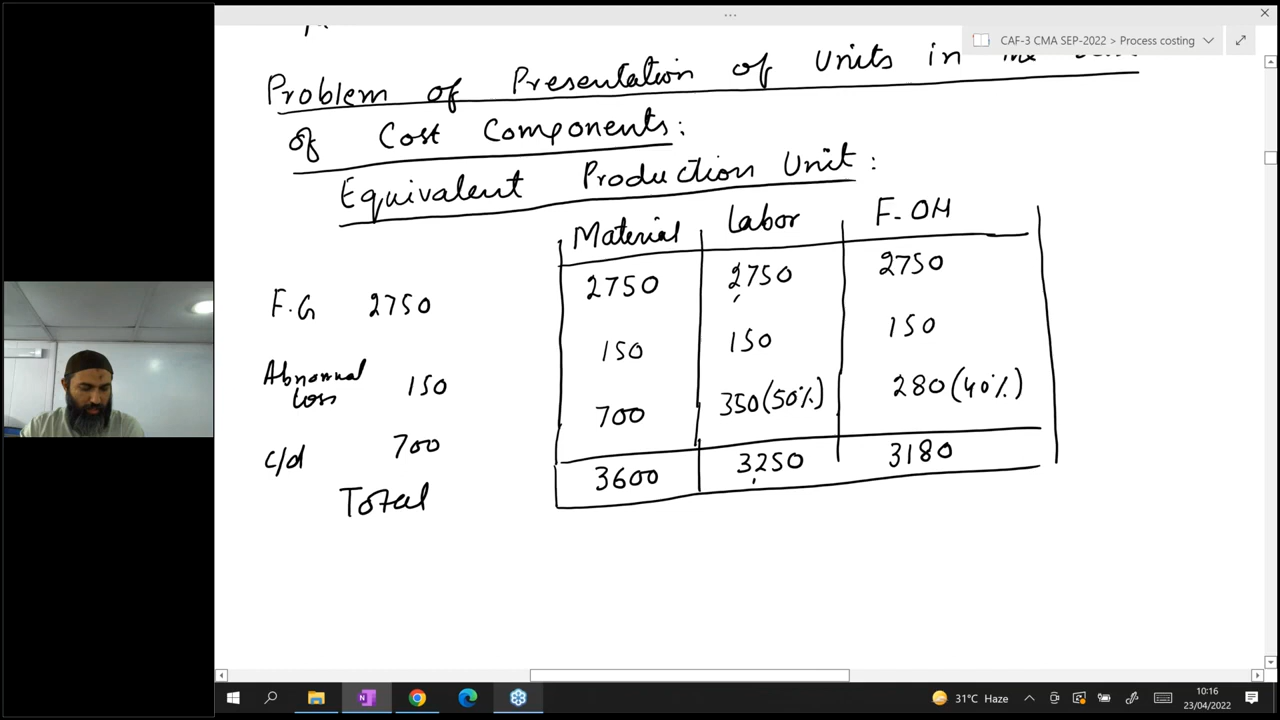 CAF-3 CMA SEP-2022 > Process costing
Problem of Presentation of Units in
of Cost Components:
Equivalent Production Unit:
Material Labor F-OH
F.G 2750 2750 2750 2750
Abnormal Loss 150 150 150 150
c/d 700 700 350(50%) 280(40%)
Total 3600 3250 3180
31°C Haze
10:16
23/04/2022